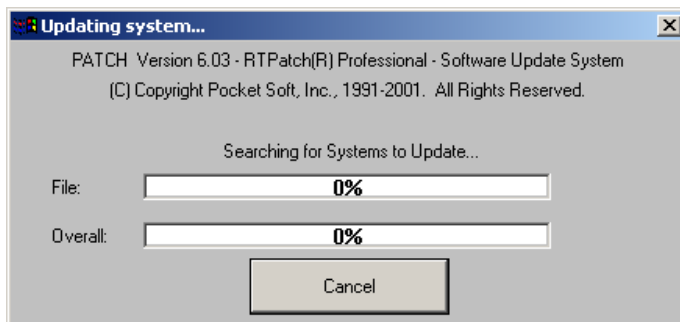 Updating system...
PATCH Version 6.03 - RTPatch(R) Professional - Software Update System
(C) Copyright Pocket Soft, Inc., 1991-2001. All Rights Reserved.
Searching for Systems to Update...
File: 0%
Overall: 0%
Cancel